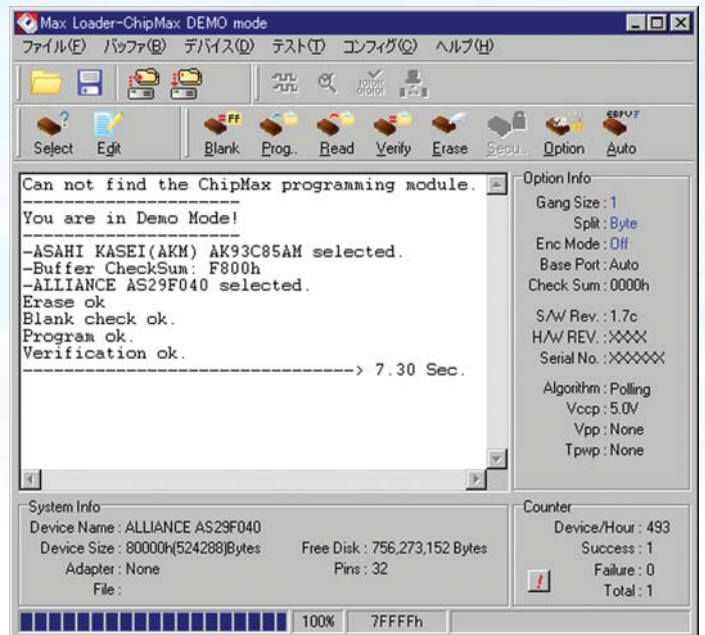 Max Loader-ChipMax DEMO mode
ファイル(F) バッファ(B) デバイス(D) テスト(T) コンフィグ(C) ヘルプ(H)
Select Edit Blank Prog.. Read Verify Erase Secu.. Option Auto
Can not find the ChipMax programming module.
---------------------
You are in Demo Mode!
---------------------
-ASAHI KASEI(AKM) AK93C85AM selected.
-Buffer CheckSum: F800h
-ALLIANCE AS29F040 selected.
Erase ok
Blank check ok.
Program ok.
Verification ok.
--------------------------------> 7.30 Sec.
Option Info
Gang Size : 1
Split : Byte
Enc Mode : Off
Base Port : Auto
Check Sum : 0000h
S/W Rev. : 1.7c
H/W REV. : XXXX
Serial No. : XXXXXX
Algorithm : Polling
Vccp : 5.0V
Vpp : None
Tpwp : None
System Info
Device Name : ALLIANCE AS29F040
Device Size : 80000h(524288)Bytes Free Disk : 756,273,152 Bytes
Adapter : None Pins : 32
File :
Counter
Device/Hour : 493
Success : 1
Failure : 0
Total : 1
100% 7FFFFh